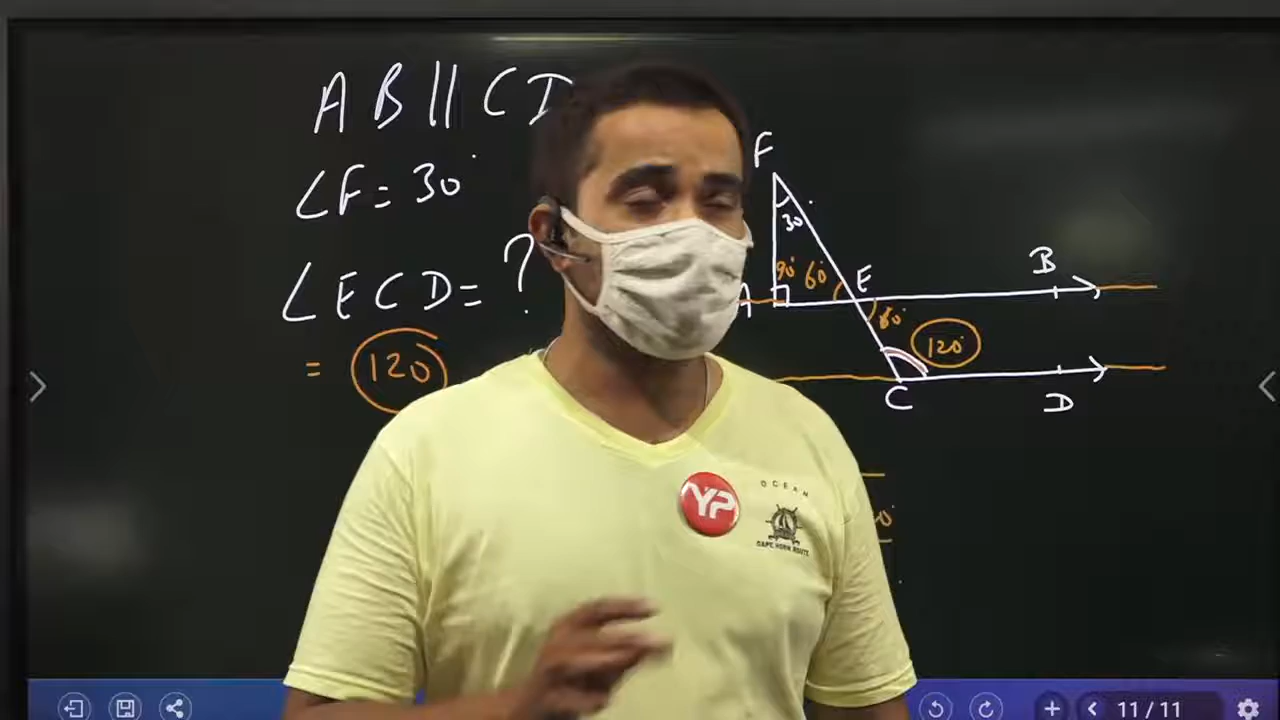 AB || CD
∠F = 30°
∠ECD = ?
= 120
F
30
90° 60°
E
B
60°
120°
C
D
YP
OCEAN
CAPE HORN ROUTE
11 / 11